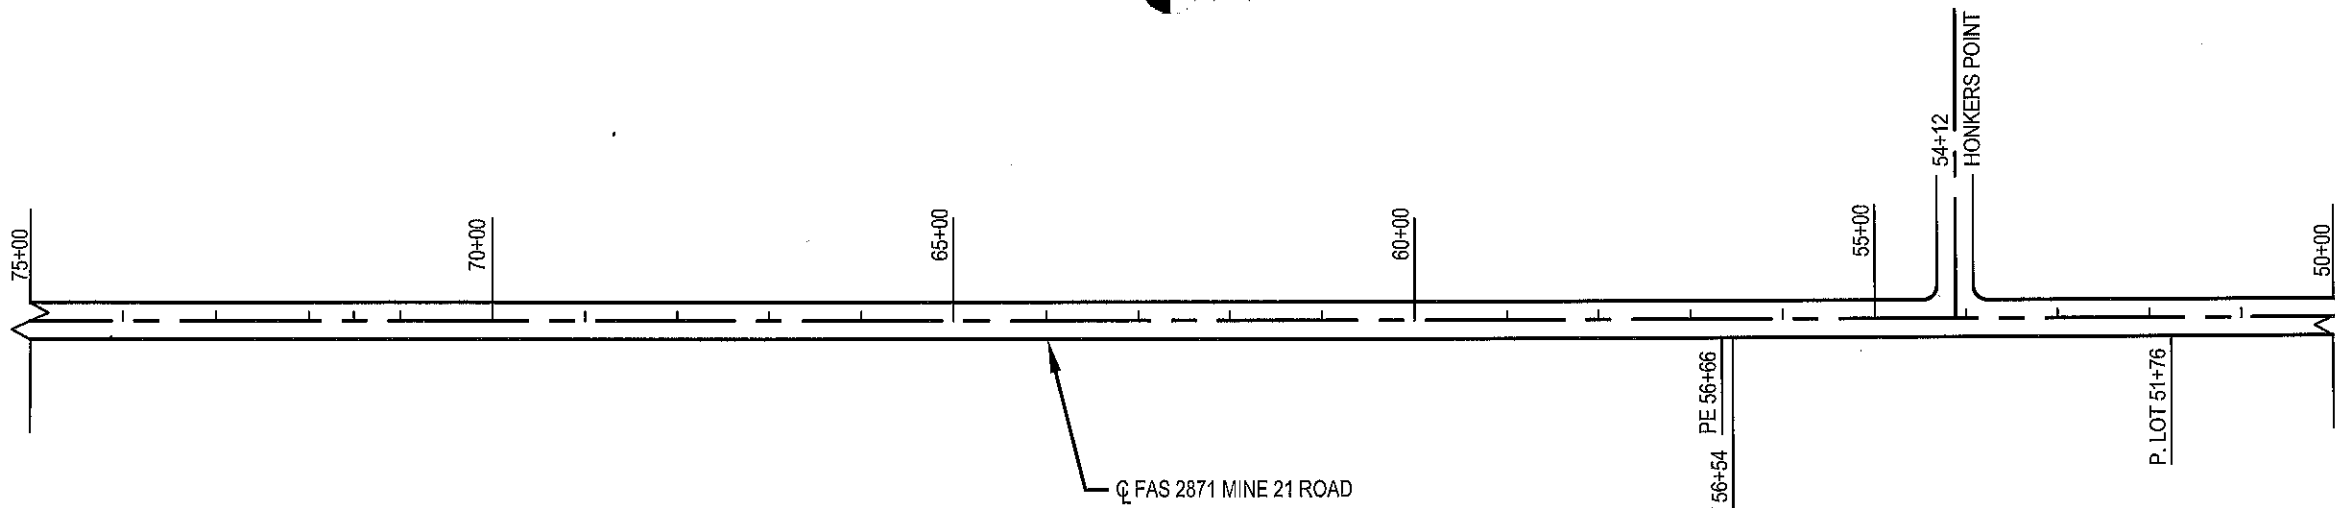 75+00
70+00
65+00
60+00
55+00
54+12
HONKERS POINT
50+00
PE 56+66
56+54
P. LOT 51+76
℄ FAS 2871 MINE 21 ROAD